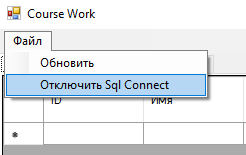 Course Work
Файл
Обновить
Отключить Sql Connect
ID
Имя